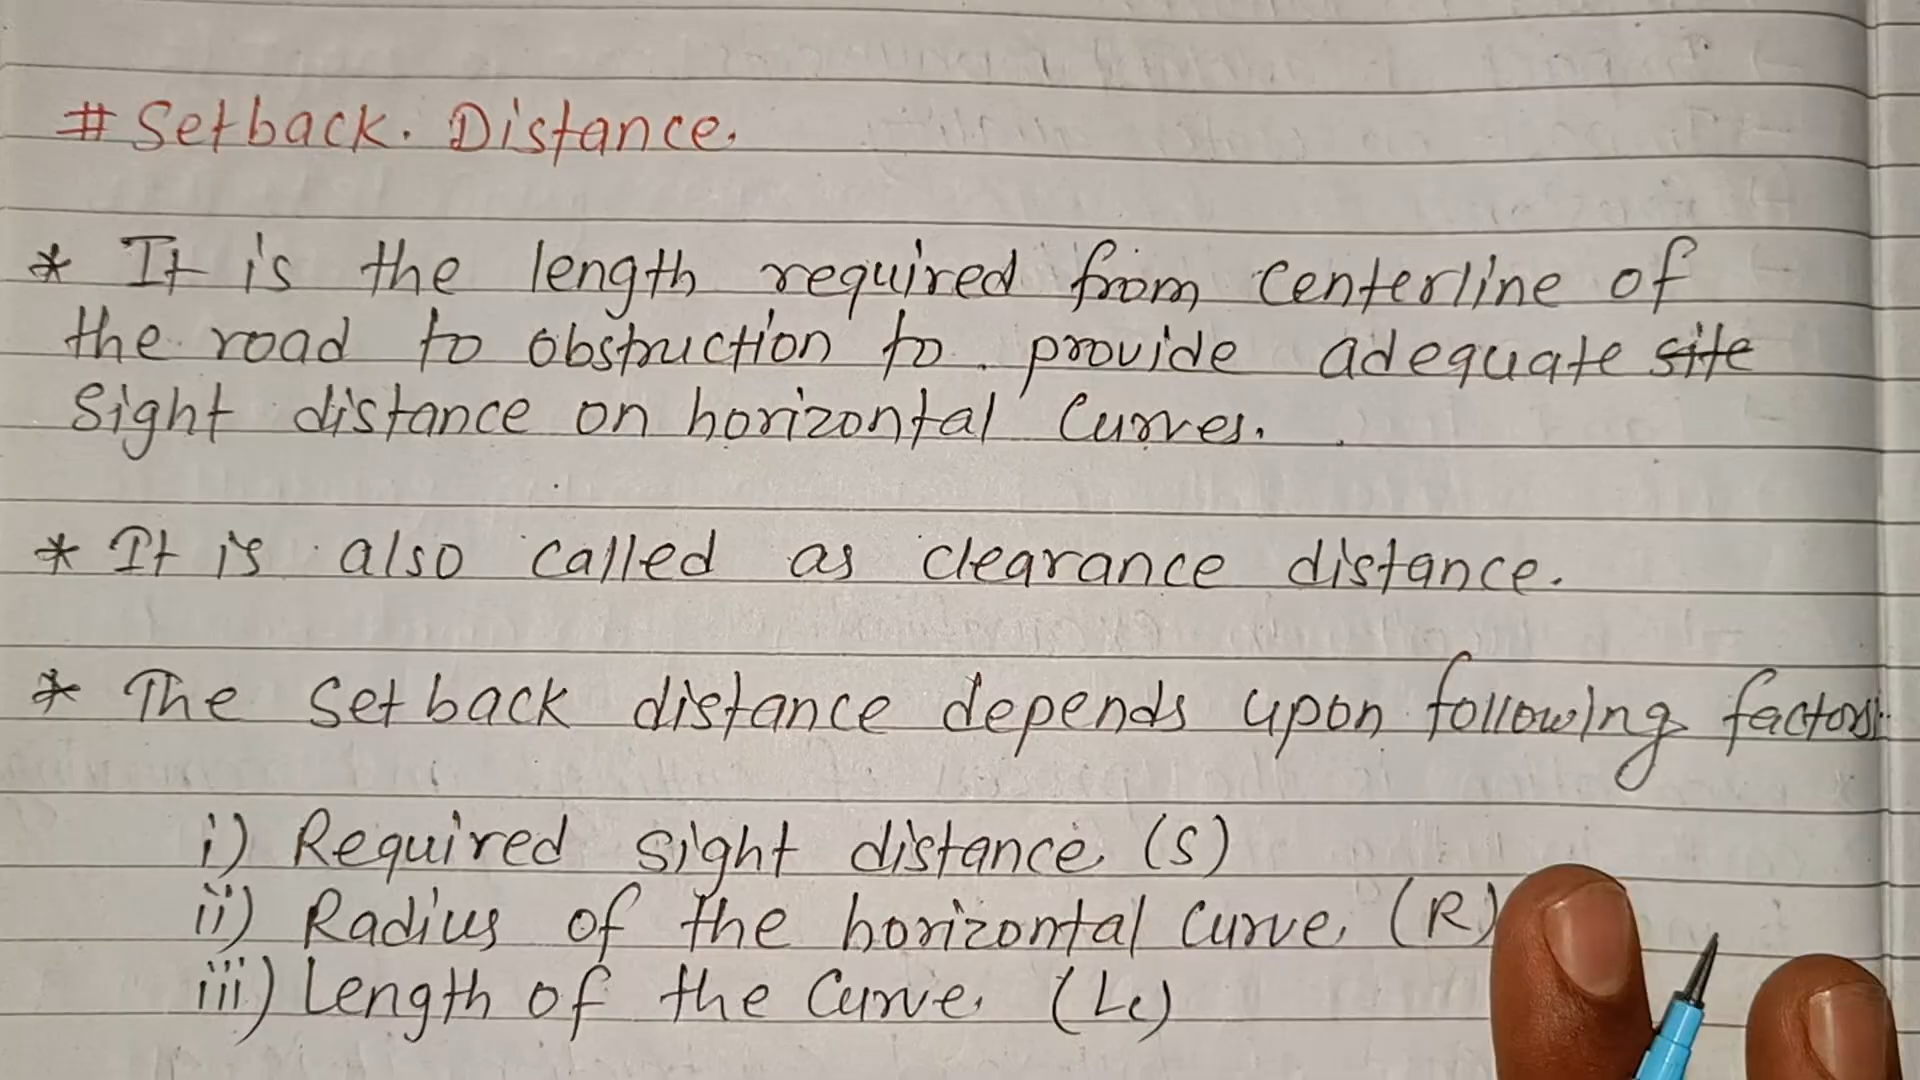 # Setback. Distance.
* It is the length required from centerline of
the road to obstruction to provide adequate ~~site~~
Sight distance on horizontal Curves.
* It is also called as clearance distance.
* The Setback distance depends upon following factors:
i) Required sight distance (S)
ii) Radius of the horizontal Curve. (R)
iii) Length of the Curve. (Lc)